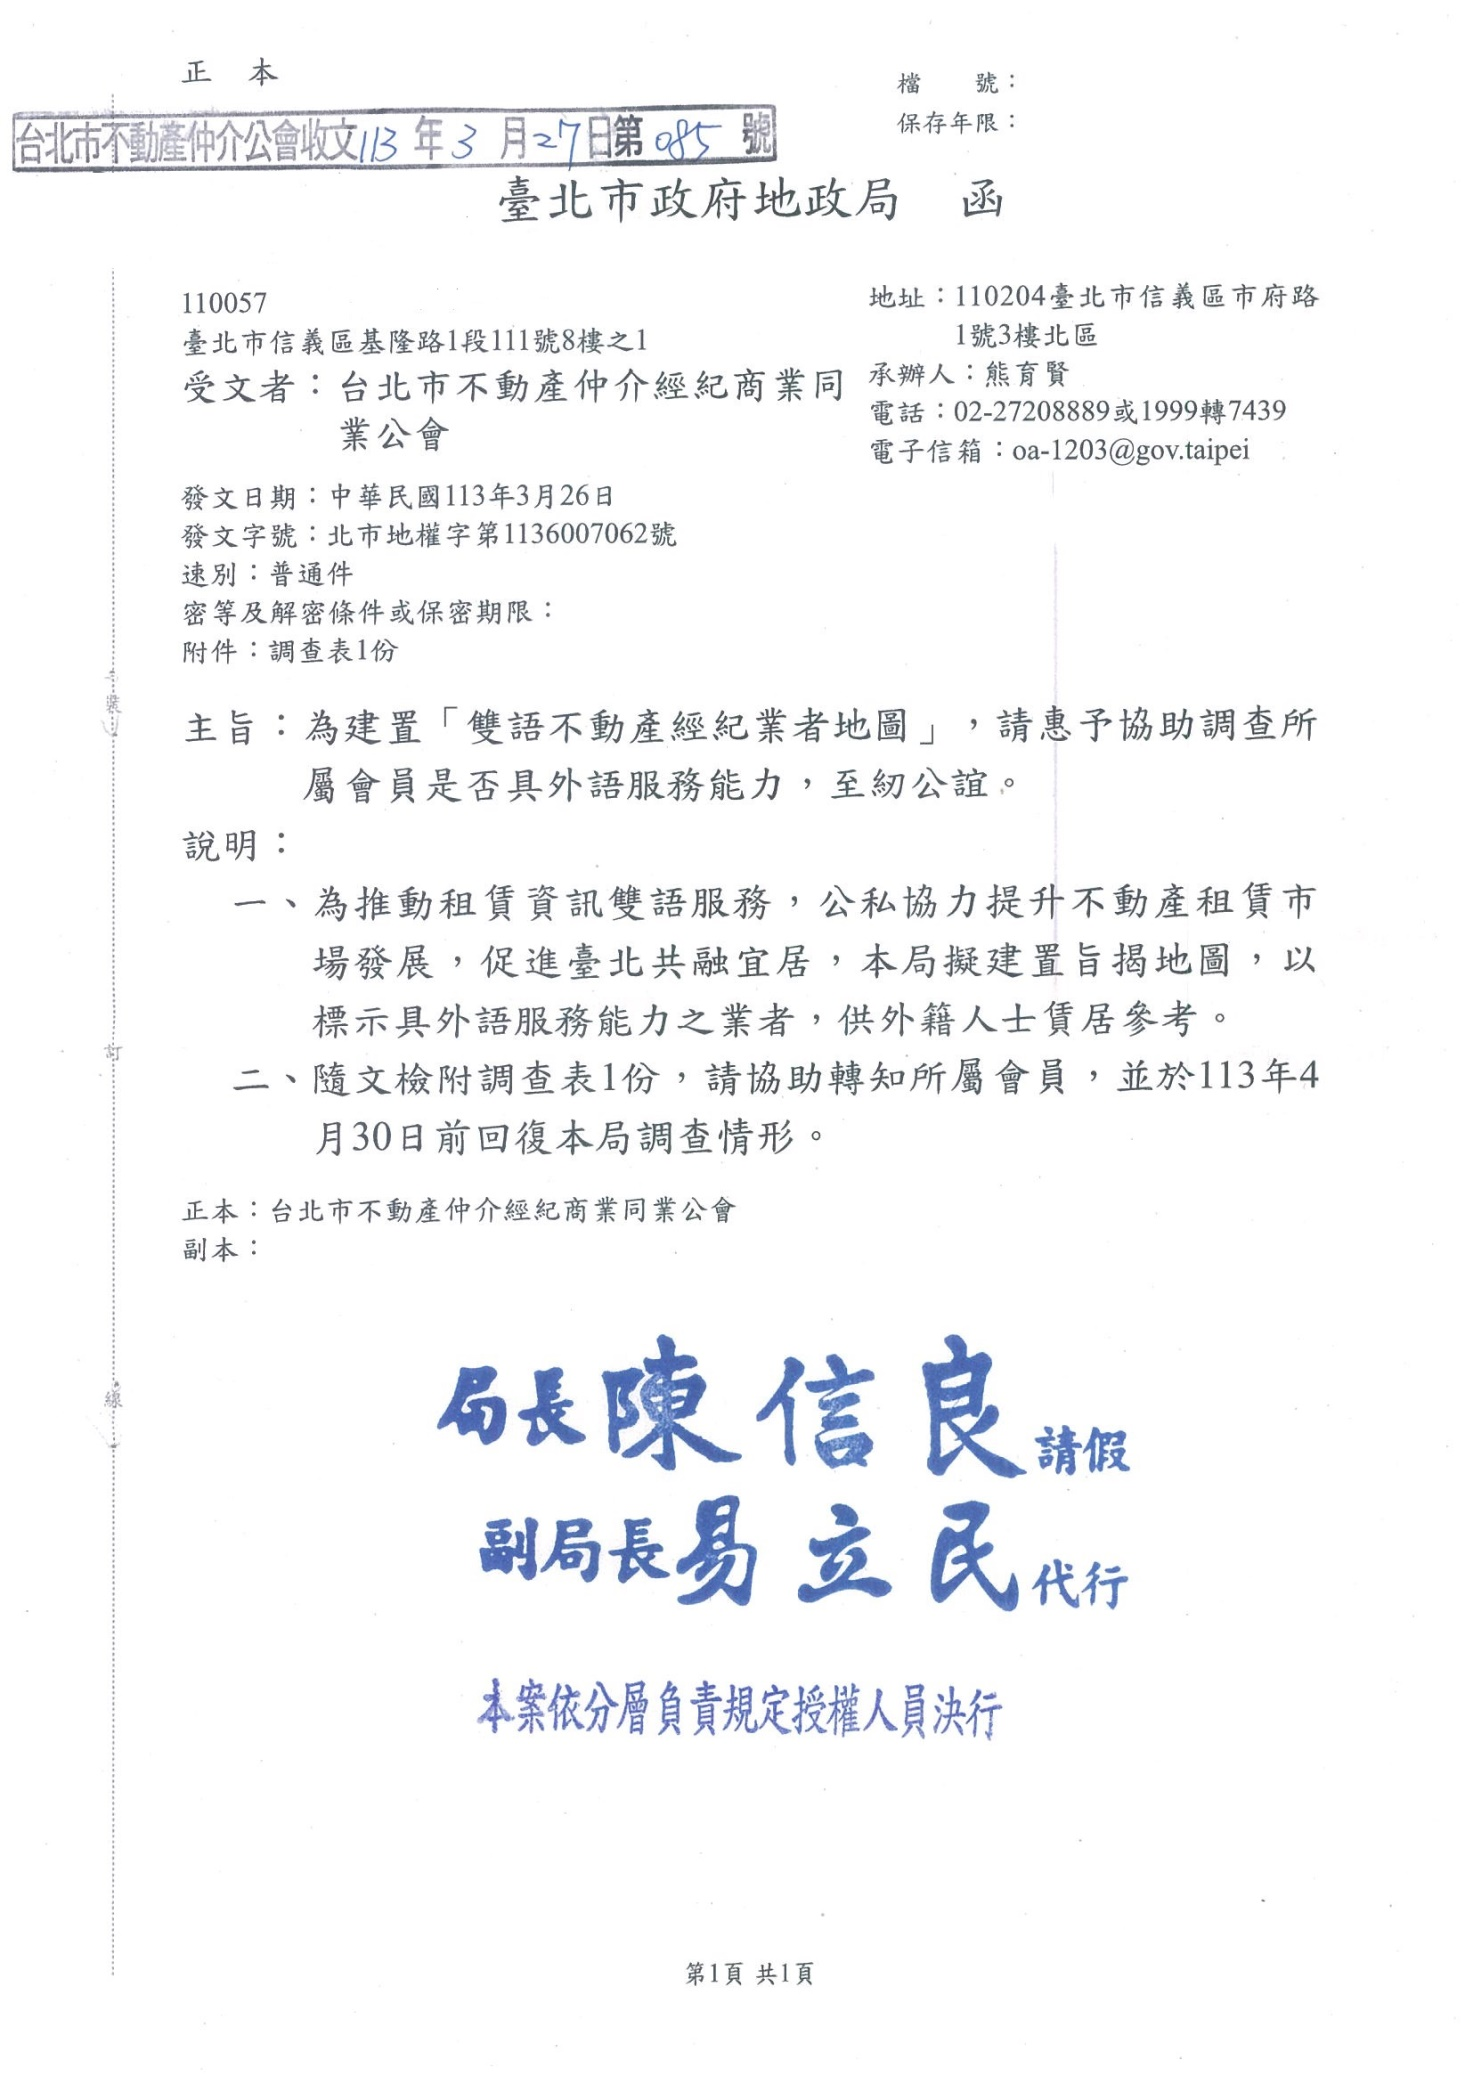 正　本
檔　　號：
保存年限：
台北市不動產仲介公會收文113年3月27日第085號
臺北市政府地政局　函
110057
臺北市信義區基隆路1段111號8樓之1
受文者：台北市不動產仲介經紀商業同
業公會
地址：110204臺北市信義區市府路
1號3樓北區
承辦人：熊育賢
電話：02-27208889或1999轉7439
電子信箱：oa-1203@gov.taipei
發文日期：中華民國113年3月26日
發文字號：北市地權字第1136007062號
速別：普通件
密等及解密條件或保密期限：
附件：調查表1份
主旨：為建置「雙語不動產經紀業者地圖」，請惠予協助調查所
屬會員是否具外語服務能力，至紉公誼。
說明：
一、為推動租賃資訊雙語服務，公私協力提升不動產租賃市
場發展，促進臺北共融宜居，本局擬建置旨揭地圖，以
標示具外語服務能力之業者，供外籍人士賃居參考。
二、隨文檢附調查表1份，請協助轉知所屬會員，並於113年4
月30日前回復本局調查情形。
正本：台北市不動產仲介經紀商業同業公會
副本：
裝
訂
線
局長陳信良請假
副局長易立民代行
本案依分層負責規定授權人員決行
第1頁 共1頁